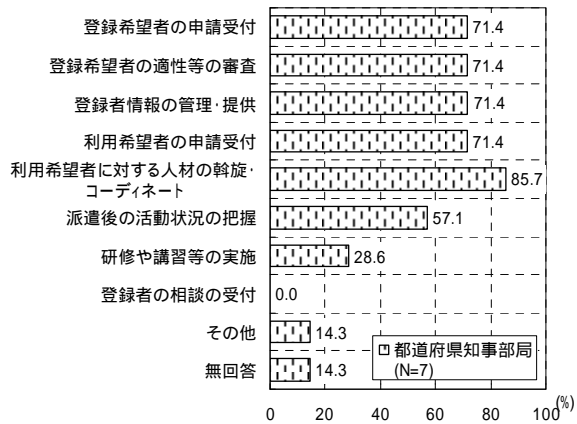 登録希望者の申請受付
71.4
登録希望者の適性等の審査
71.4
登録者情報の管理・提供
71.4
利用希望者の申請受付
71.4
利用希望者に対する人材の斡旋・
コーディネート
85.7
派遣後の活動状況の把握
57.1
研修や講習等の実施
28.6
登録者の相談の受付
0.0
その他
14.3
無回答
14.3
都道府県知事部局
(N=7)
0 20 40 60 80 100 (%)